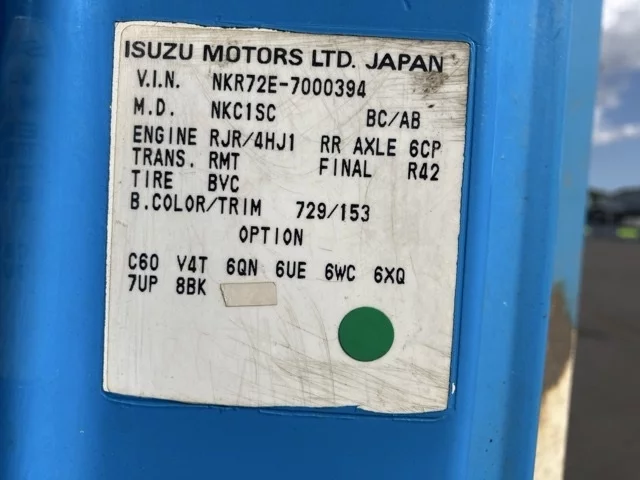 ISUZU MOTORS LTD. JAPAN
V.I.N. NKR72E-7000394
M.D. NKC1SC BC/AB
ENGINE RJR/4HJ1 RR AXLE 6CP
TRANS. RMT FINAL R42
TIRE BVC
B.COLOR/TRIM 729/153
OPTION
C60 V4T 6QN 6UE 6WC 6XQ
7UP 8BK